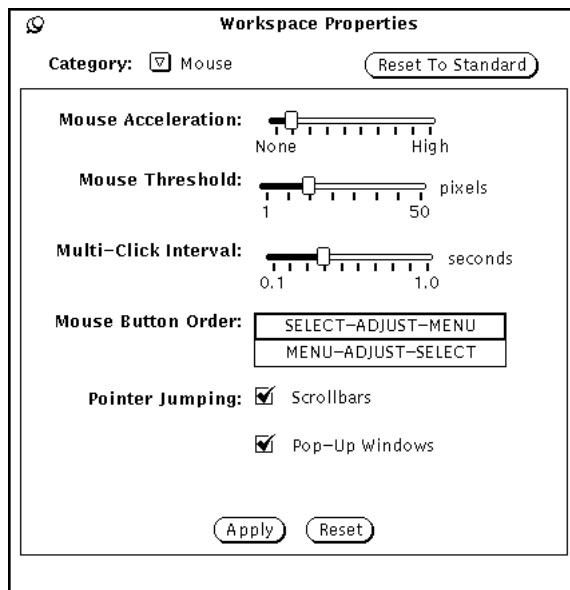 Workspace Properties
Category: Mouse Reset To Standard
Mouse Acceleration:
None High
Mouse Threshold: pixels
1 50
Multi-Click Interval: seconds
0.1 1.0
Mouse Button Order: SELECT-ADJUST-MENU
MENU-ADJUST-SELECT
Pointer Jumping: Scrollbars
Pop-Up Windows
Apply Reset